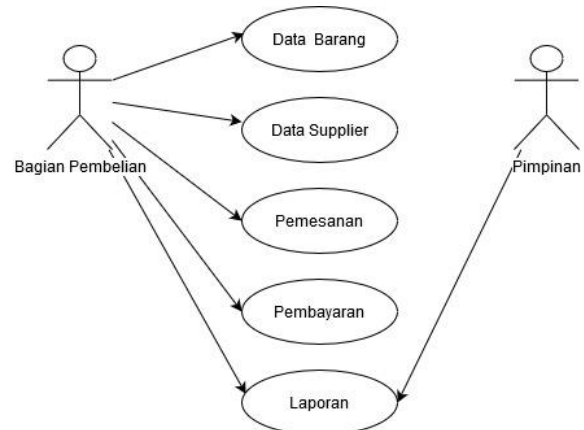 Data Barang
Data Supplier
Bagian Pembelian
Pimpinan
Pemesanan
Pembayaran
Laporan